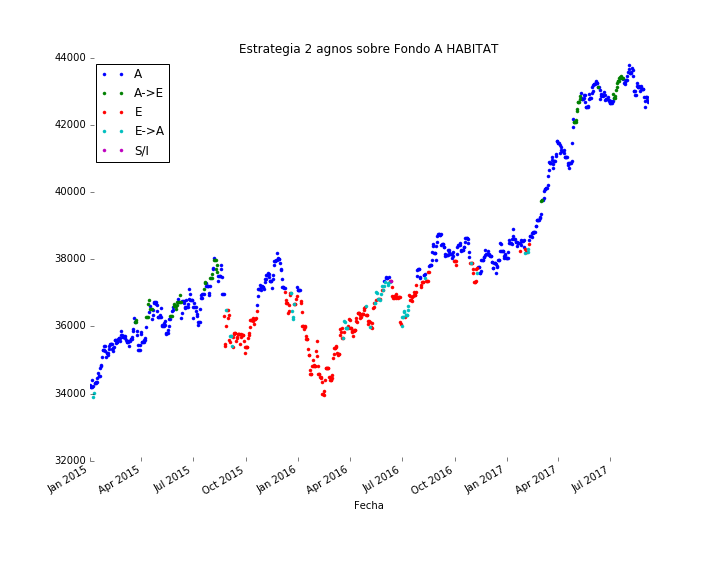 Estrategia 2 agnos sobre Fondo A HABITAT
44000
42000
40000
38000
36000
34000
32000
A
A->E
E
E->A
S/I
Jan 2015
Apr 2015
Jul 2015
Oct 2015
Jan 2016
Apr 2016
Jul 2016
Oct 2016
Jan 2017
Apr 2017
Jul 2017
Fecha